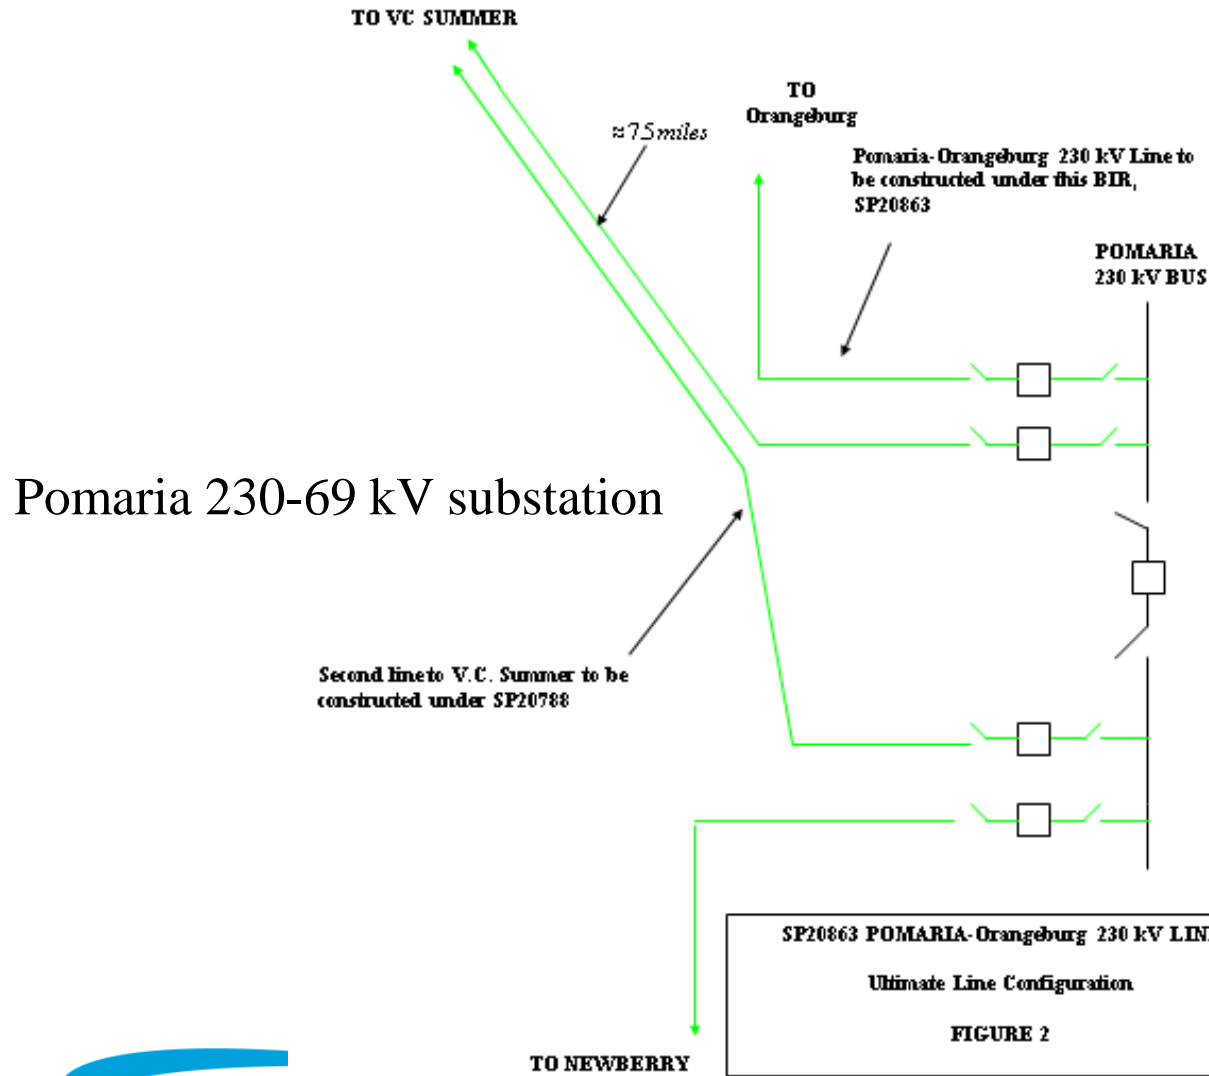 TO VC SUMMER
TO
Orangeburg
≈75miles
Pomaria-Orangeburg 230 kV Line to
be constructed under this BIR,
SP20863
POMARIA
230 kV BUS
Pomaria 230-69 kV substation
Second line to V.C. Summer to be
constructed under SP20788
SP20863 POMARIA-Orangeburg 230 kV LIN
Ultimate Line Configuration
FIGURE 2
TO NEWBERRY